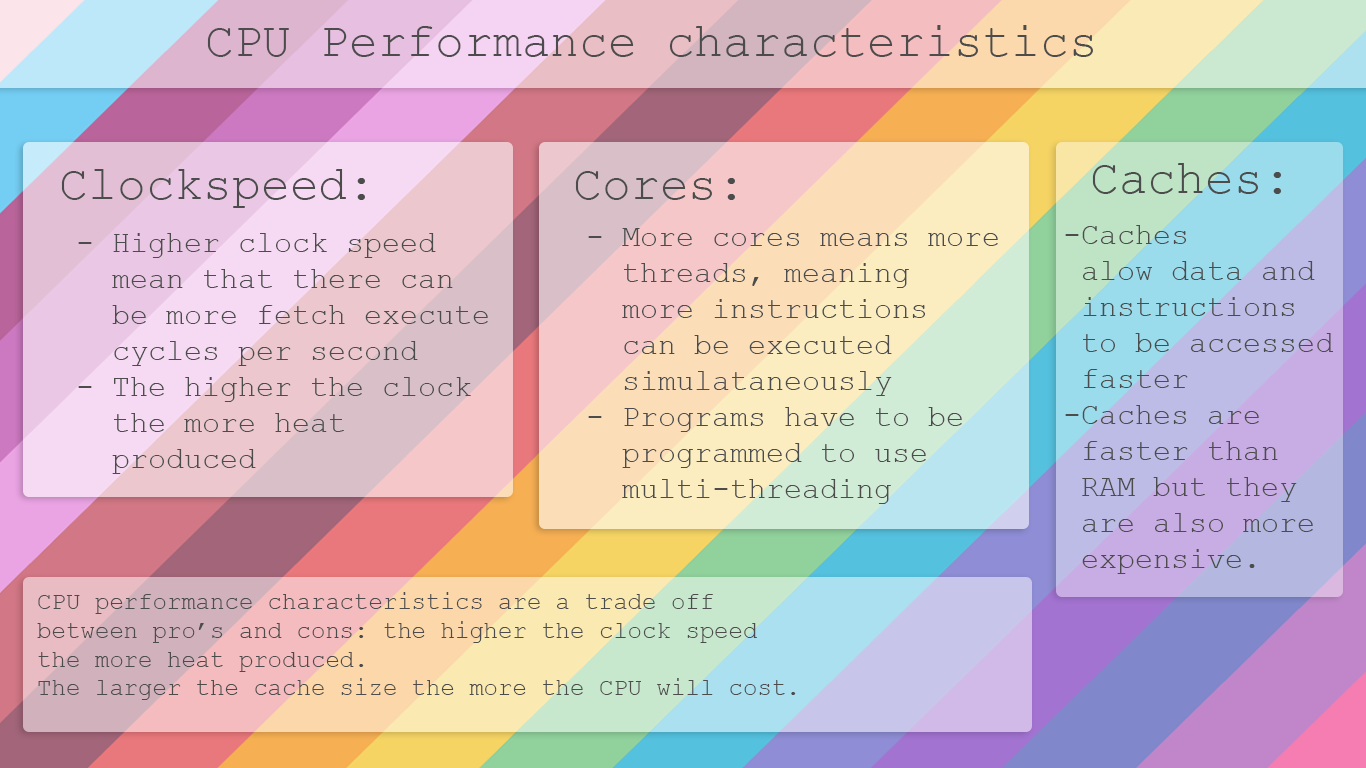 CPU Performance characteristics
Clockspeed:
- Higher clock speed
mean that there can
be more fetch execute
cycles per second
- The higher the clock
the more heat
produced
Cores:
- More cores means more
threads, meaning
more instructions
can be executed
simulataneously
- Programs have to be
programmed to use
multi-threading
Caches:
-Caches
alow data and
instructions
to be accessed
faster
-Caches are
faster than
RAM but they
are also more
expensive.
CPU performance characteristics are a trade off
between pro’s and cons: the higher the clock speed
the more heat produced.
The larger the cache size the more the CPU will cost.